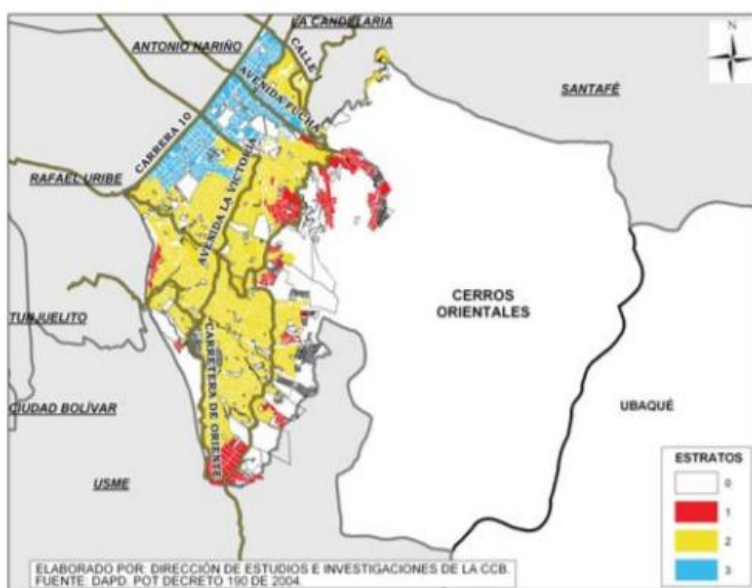 LA CANDELARIA
ANTONIO NARIÑO
CALLE 1
N
AVENIDA FUCHA
SANTAFÉ
CARRERA 10
RAFAEL URIBE
AVENIDA LA VICTORIA
CERROS
ORIENTALES
TUNJUELITO
CARRETERA DE ORIENTE
CIUDAD BOLÍVAR
UBAQUÉ
USME
ESTRATOS
0
1
2
3
ELABORADO POR: DIRECCIÓN DE ESTUDIOS E INVESTIGACIONES DE LA CCB.
FUENTE: DAPD. POT DECRETO 190 DE 2004.